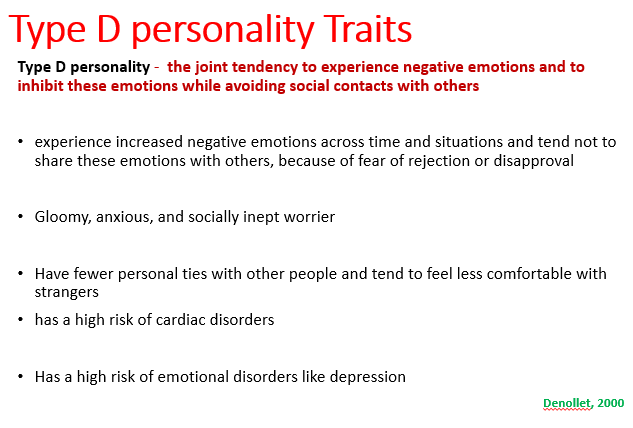 Type D personality Traits
Type D personality - the joint tendency to experience negative emotions and to
inhibit these emotions while avoiding social contacts with others
• experience increased negative emotions across time and situations and tend not to
share these emotions with others, because of fear of rejection or disapproval
• Gloomy, anxious, and socially inept worrier
• Have fewer personal ties with other people and tend to feel less comfortable with
strangers
• has a high risk of cardiac disorders
• Has a high risk of emotional disorders like depression
Denollet, 2000